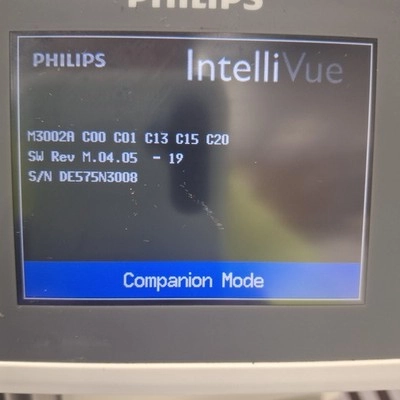 PHILIPS
PHILIPS IntelliVue
M3002A C00 C01 C13 C15 C20
SW Rev M.04.05 - 19
S/N DE575N3008
Companion Mode